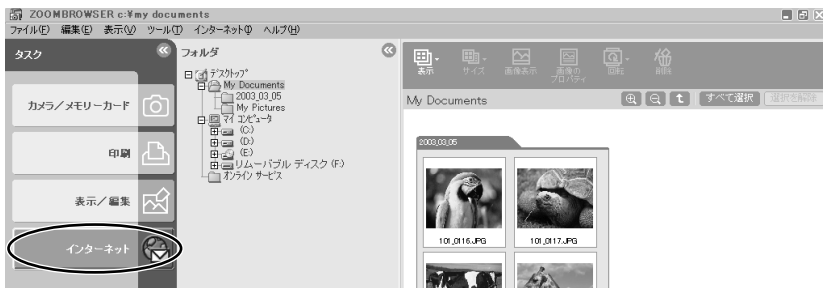 ZOOMBROWSER c:¥my documents
ファイル(F) 編集(E) 表示(V) ツール(T) インターネット(I) ヘルプ(H)
タスク
カメラ/メモリーカード
印刷
表示/編集
インターネット
フォルダ
デスクトップ
My Documents
2003_03_05
My Pictures
マイ コンピュータ
(C:)
(D:)
(E:)
リムーバブル ディスク (F:)
オンライン サービス
表示 サイズ 画像表示 画像のプロパティ 回転 削除
My Documents すべて選択 選択を解除
2003_03_05
101_0116.JPG 101_0117.JPG